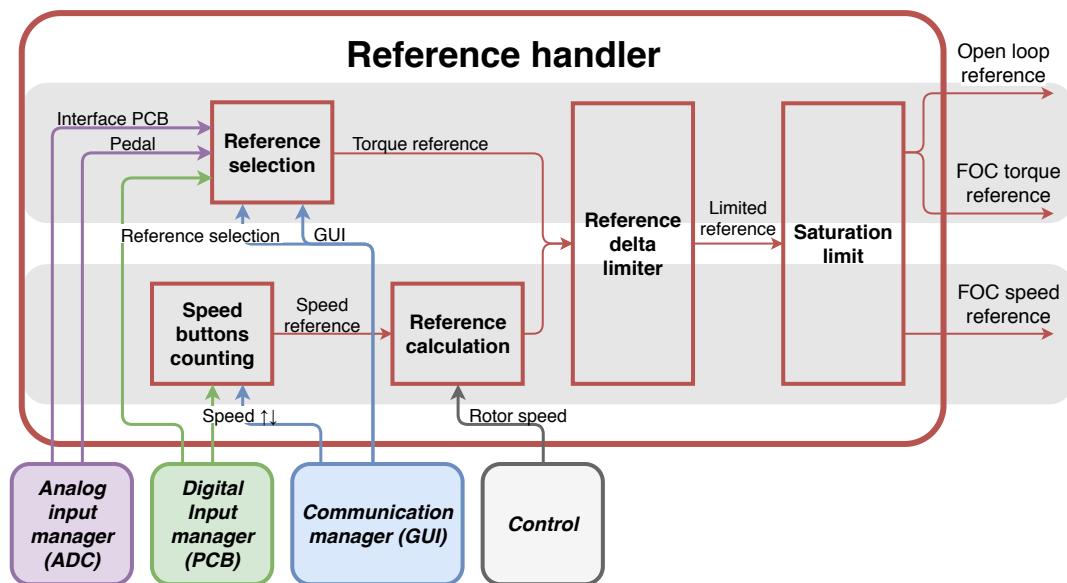 Reference handler
Open loop
reference
Interface PCB
Pedal
Reference
selection
Torque reference
FOC torque
reference
Reference selection
GUI
Reference
delta
limiter
Limited
reference
Saturation
limit
Speed
buttons
counting
Speed
reference
Reference
calculation
FOC speed
reference
Speed ↑↓
Rotor speed
Analog
input
manager
(ADC)
Digital
Input
manager
(PCB)
Communication
manager (GUI)
Control